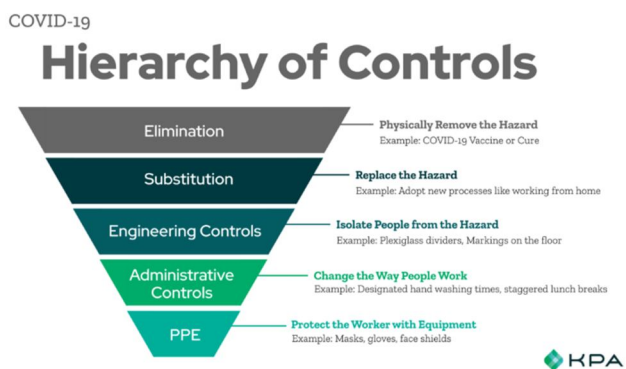 COVID-19
Hierarchy of Controls
Elimination
Physically Remove the Hazard
Example: COVID-19 Vaccine or Cure
Substitution
Replace the Hazard
Example: Adopt new processes like working from home
Engineering Controls
Isolate People from the Hazard
Example: Plexiglass dividers, Markings on the floor
Administrative
Controls
Change the Way People Work
Example: Designated hand washing times, staggered lunch breaks
PPE
Protect the Worker with Equipment
Example: Masks, gloves, face shields
KPA